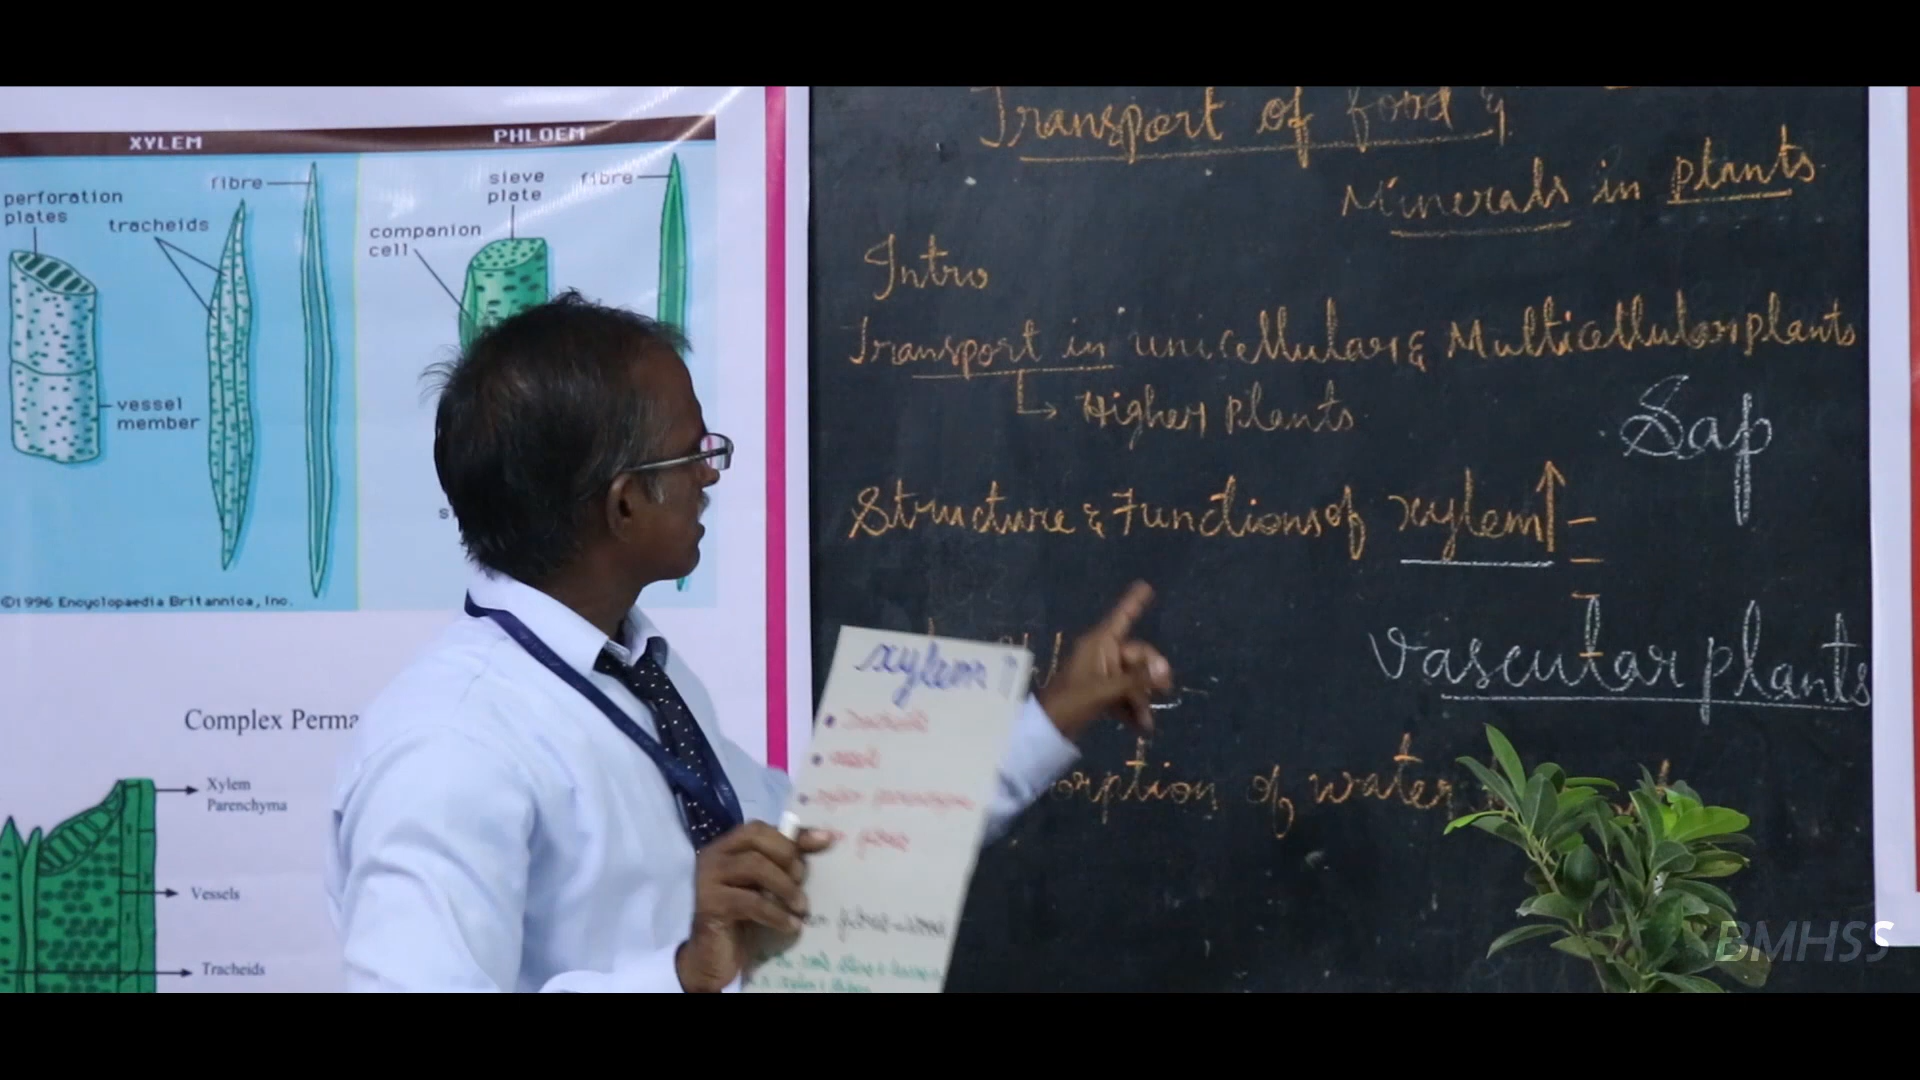 XYLEM
PHLOEM
perforation
plates
tracheids
fibre
vessel
member
companion
cell
sieve
plate
fibre
©1996 Encyclopaedia Britannica, Inc.
Complex Perma
Xylem
Parenchyma
Vessels
Tracheids
xylem
Transport of food &
Minerals in plants
Intro
Transport in unicellular & Multicellular plants
Higher plants
Sap
Structure & Functions of xylem
Vascular plants
orption of water
BMHSS